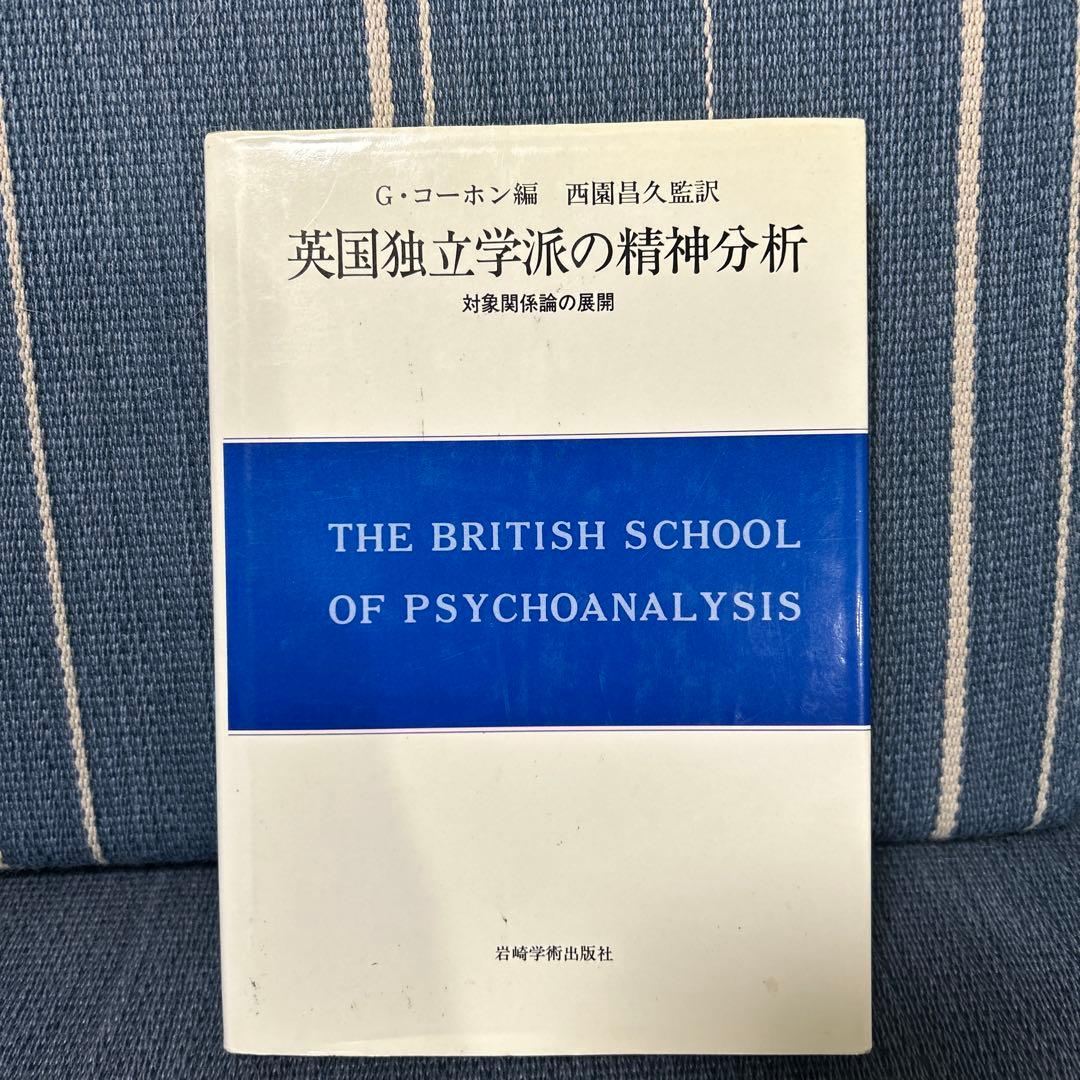 G・コーホン編 西園昌久監訳
英国独立学派の精神分析
対象関係論の展開
THE BRITISH SCHOOL
OF PSYCHOANALYSIS
岩崎学術出版社